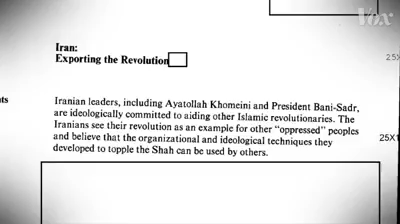 Vox
Iran:
Exporting the Revolution
25X
nts
Iranian leaders, including Ayatollah Khomeini and President Bani-Sadr,
are ideologically committed to aiding other Islamic revolutionaries. The
Iranians see their revolution as an example for other "oppressed" peoples
and believe that the organizational and ideological techniques they
developed to topple the Shah can be used by others.
25X1